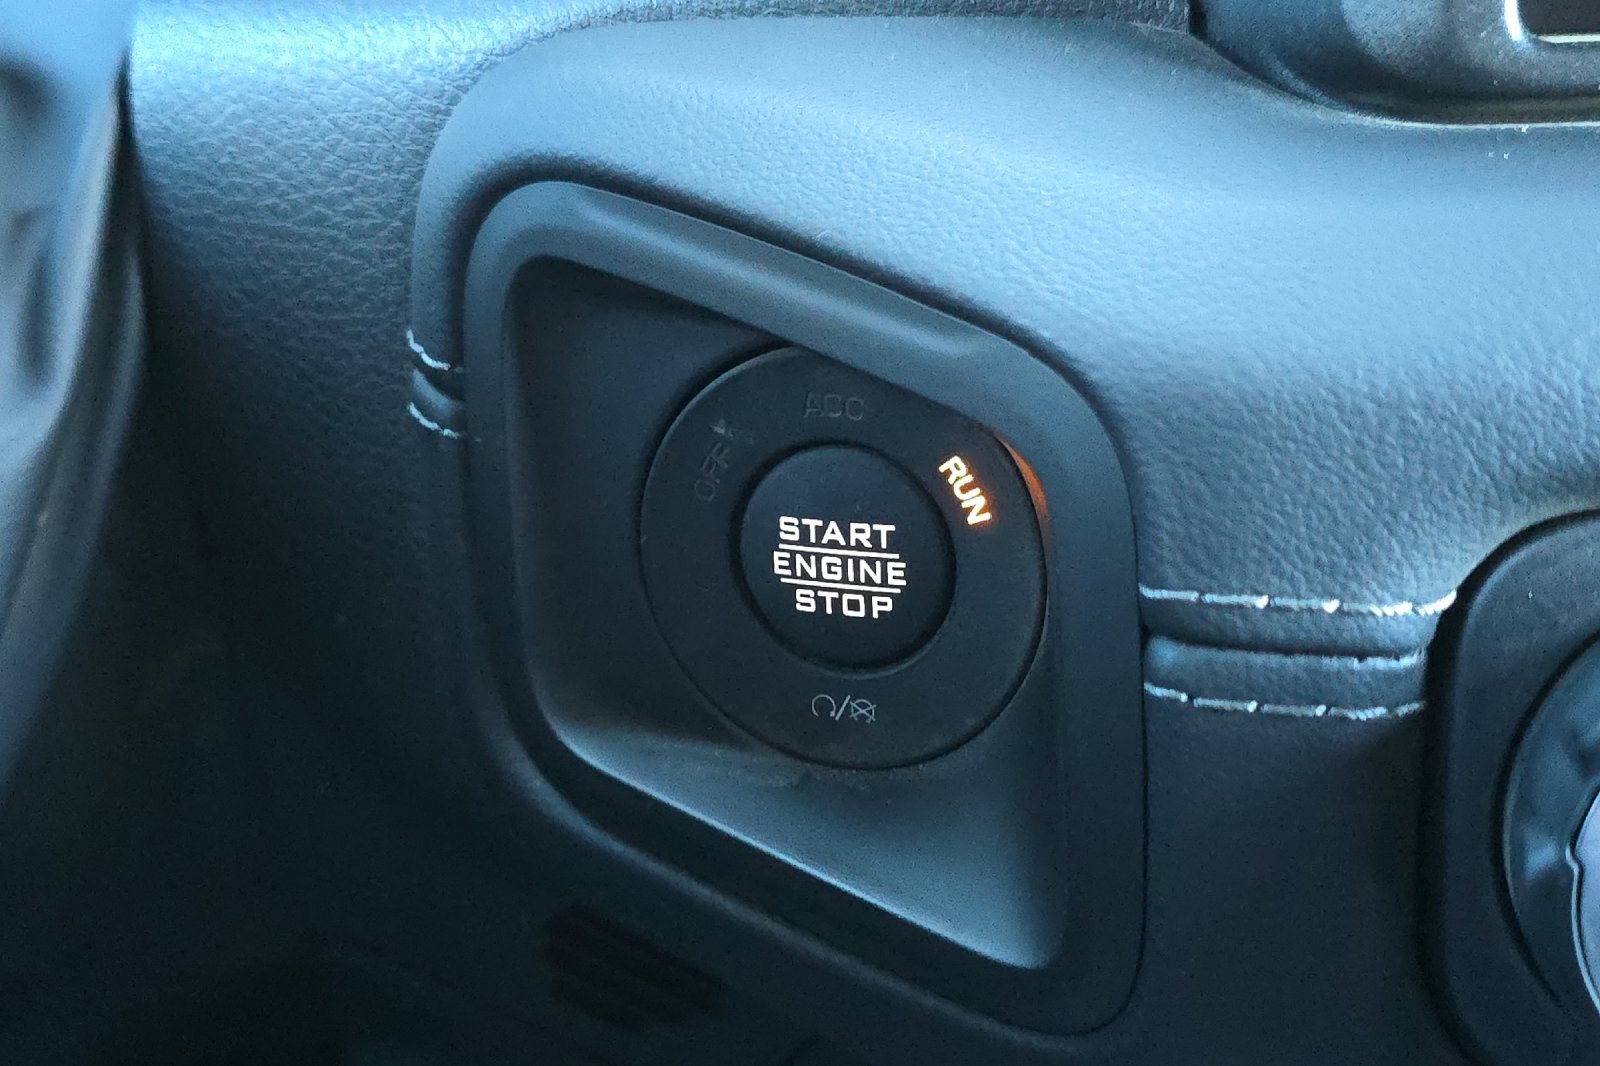 ACC
OFF
RUN
START
ENGINE
STOP